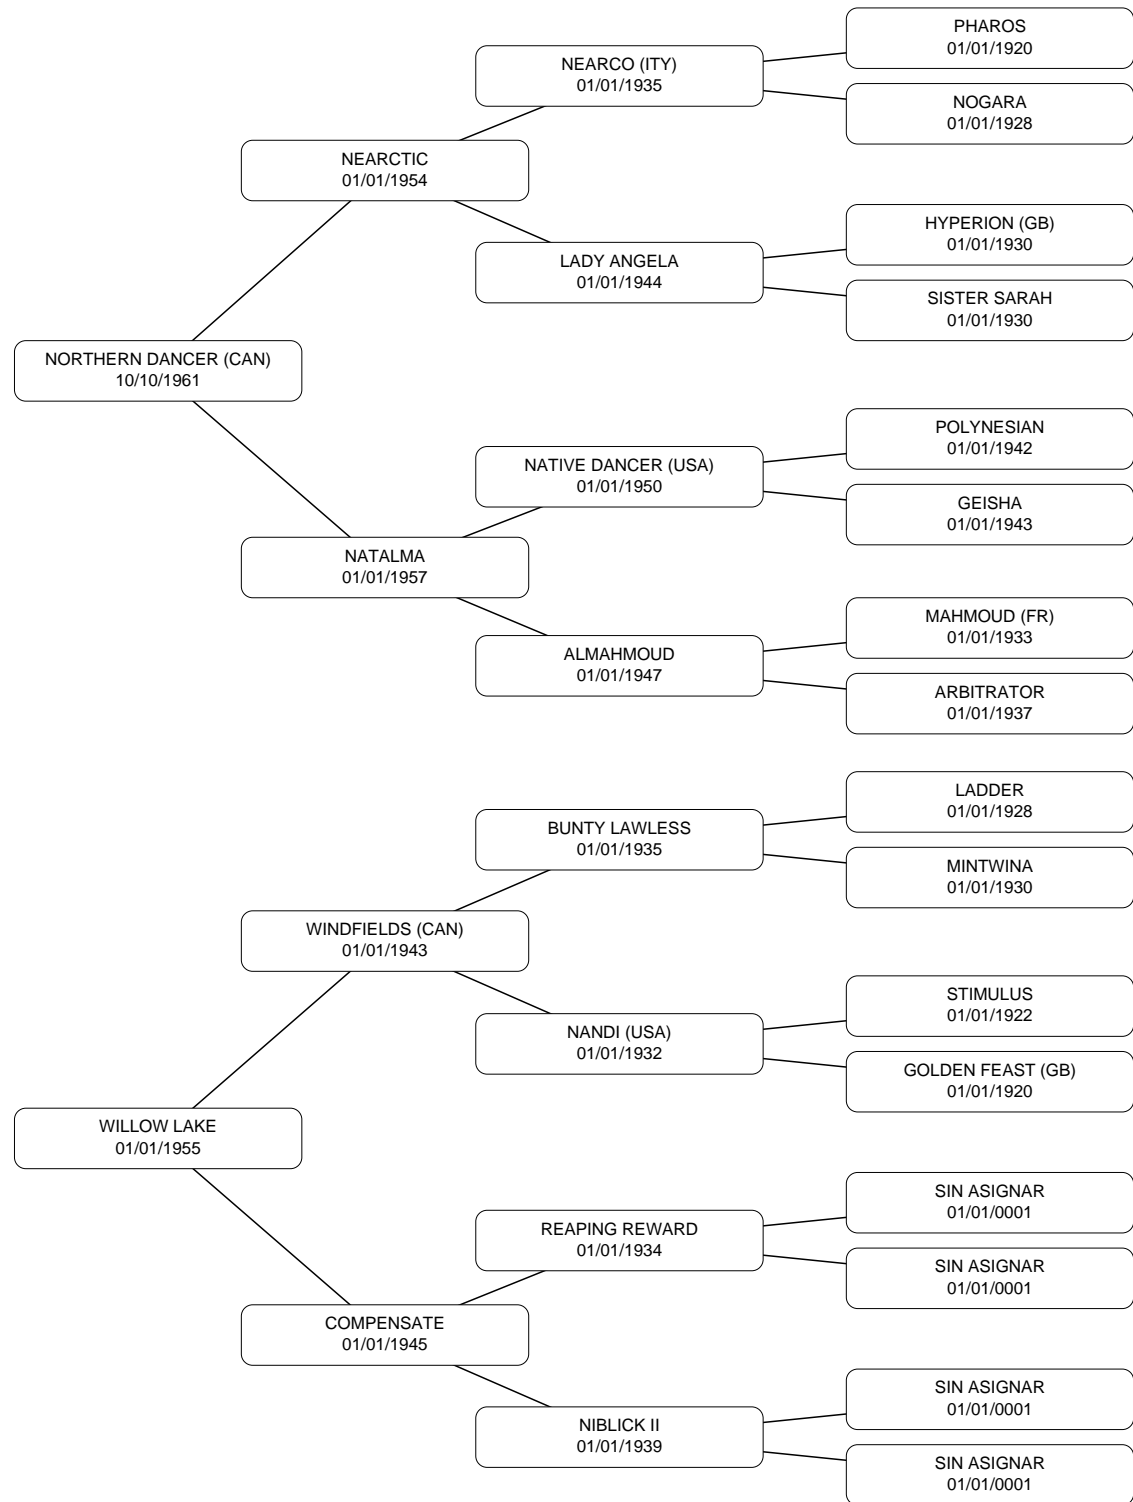 PHAROS
01/01/1920
NEARCO (ITY)
01/01/1935
NOGARA
01/01/1928
NEARCTIC
01/01/1954
HYPERION (GB)
01/01/1930
LADY ANGELA
01/01/1944
SISTER SARAH
01/01/1930
NORTHERN DANCER (CAN)
10/10/1961
POLYNESIAN
01/01/1942
NATIVE DANCER (USA)
01/01/1950
GEISHA
01/01/1943
NATALMA
01/01/1957
MAHMOUD (FR)
01/01/1933
ALMAHMOUD
01/01/1947
ARBITRATOR
01/01/1937
LADDER
01/01/1928
BUNTY LAWLESS
01/01/1935
MINTWINA
01/01/1930
WINDFIELDS (CAN)
01/01/1943
STIMULUS
01/01/1922
NANDI (USA)
01/01/1932
GOLDEN FEAST (GB)
01/01/1920
WILLOW LAKE
01/01/1955
SIN ASIGNAR
01/01/0001
REAPING REWARD
01/01/1934
SIN ASIGNAR
01/01/0001
COMPENSATE
01/01/1945
SIN ASIGNAR
01/01/0001
NIBLICK II
01/01/1939
SIN ASIGNAR
01/01/0001